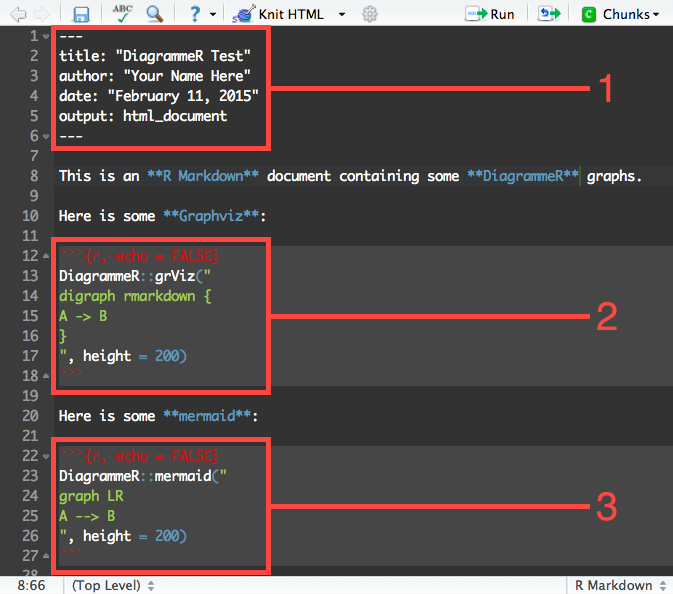 ABC ? Knit HTML Run C Chunks
1 ---
2 title: "DiagrammeR Test"
3 author: "Your Name Here"
4 date: "February 11, 2015"
5 output: html_document
6 ---
1
7
8 This is an **R Markdown** document containing some **DiagrammeR** graphs.
9
10 Here is some **Graphviz**:
11
12 ```{r, echo = FALSE}
13 DiagrammeR::grViz("
14 digraph rmarkdown {
15 A -> B
16 }
17 ", height = 200)
18 ```
2
19
20 Here is some **mermaid**:
21
22 ```{r, echo = FALSE}
23 DiagrammeR::mermaid("
24 graph LR
25 A --> B
26 ", height = 200)
27 ```
3
28
8:66 (Top Level) R Markdown